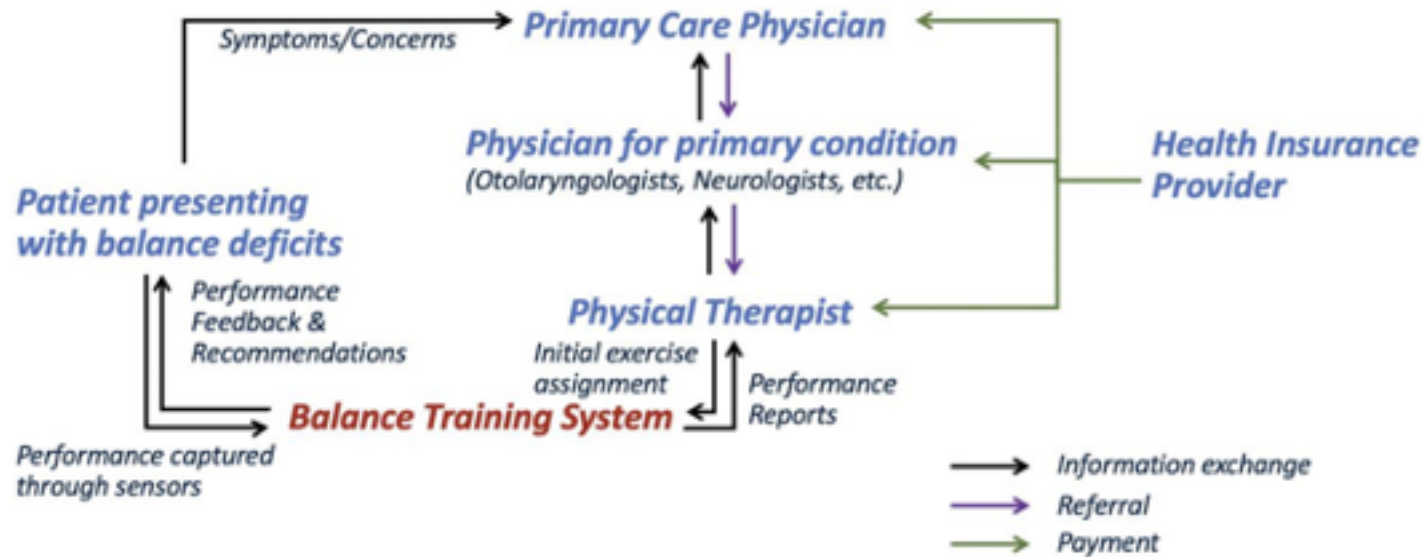 Primary Care Physician
Symptoms/Concerns
Physician for primary condition
(Otolaryngologists, Neurologists, etc.)
Health Insurance
Provider
Patient presenting
with balance deficits
Performance
Feedback &
Recommendations
Physical Therapist
Initial exercise
assignment
Performance
Reports
Balance Training System
Performance captured
through sensors
Information exchange
Referral
Payment